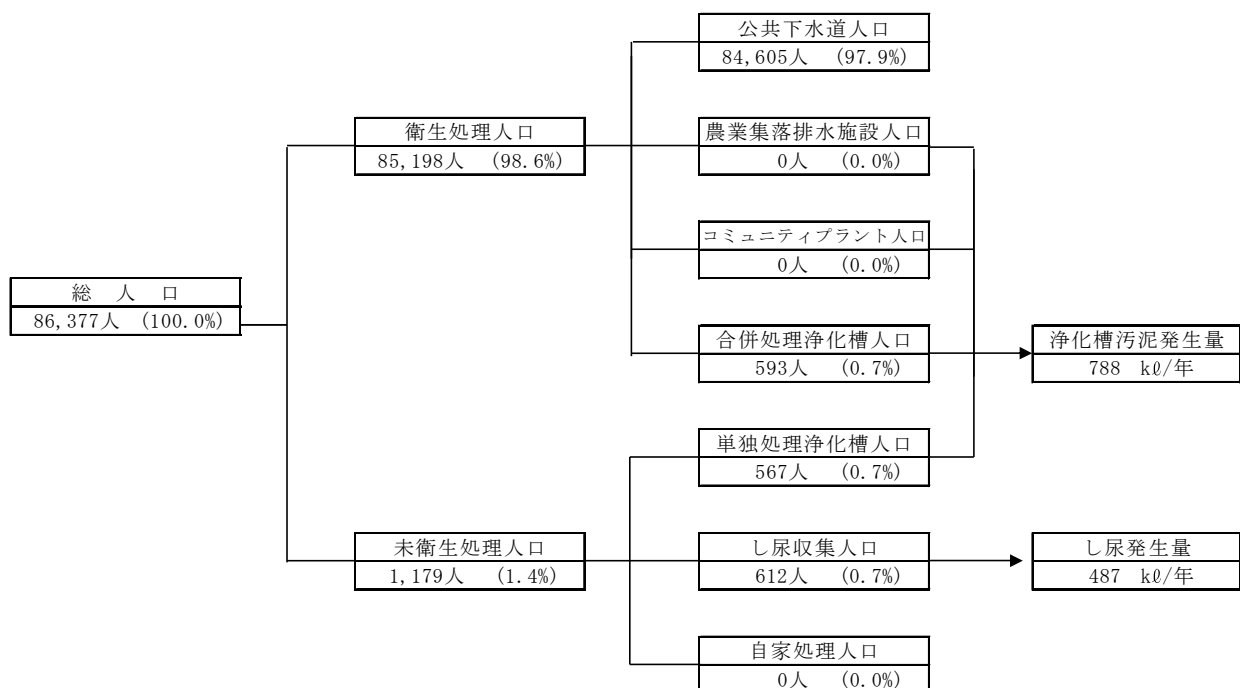 公共下水道人口
84,605人 (97.9%)
衛生処理人口
85,198人 (98.6%)
農業集落排水施設人口
0人 (0.0%)
コミュニティプラント人口
0人 (0.0%)
総 人 口
86,377人 (100.0%)
合併処理浄化槽人口
593人 (0.7%)
浄化槽汚泥発生量
788 kℓ/年
単独処理浄化槽人口
567人 (0.7%)
未衛生処理人口
1,179人 (1.4%)
し尿収集人口
612人 (0.7%)
し尿発生量
487 kℓ/年
自家処理人口
0人 (0.0%)